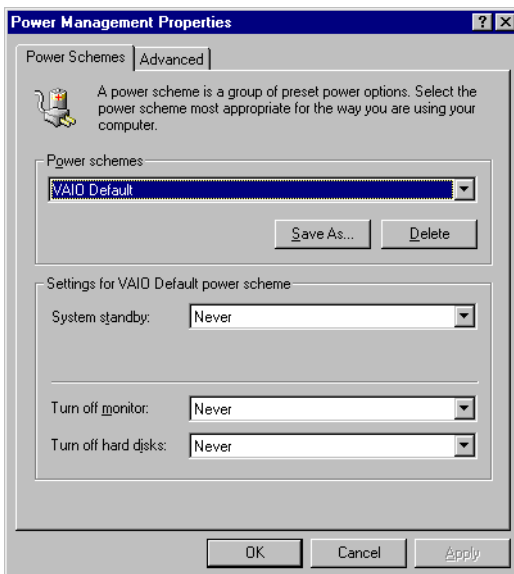 Power Management Properties
Power Schemes
Advanced
A power scheme is a group of preset power options. Select the
power scheme most appropriate for the way you are using your
computer.
Power schemes
VAIO Default
Save As...
Delete
Settings for VAIO Default power scheme
System standby:
Never
Turn off monitor:
Never
Turn off hard disks:
Never
OK
Cancel
Apply